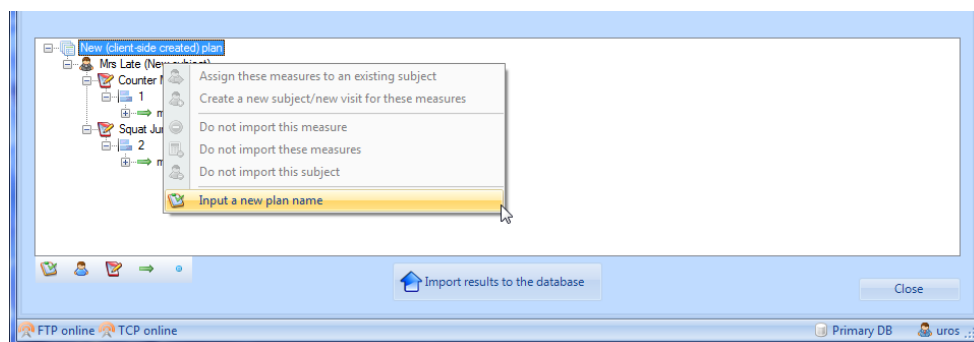 New (client-side created) plan
Mrs Late (New subject)
Counter
1
Squat
2
Assign these measures to an existing subject
Create a new subject/new visit for these measures
Do not import this measure
Do not import these measures
Do not import this subject
Input a new plan name
Import results to the database
Close
FTP online TCP online
Primary DB uros